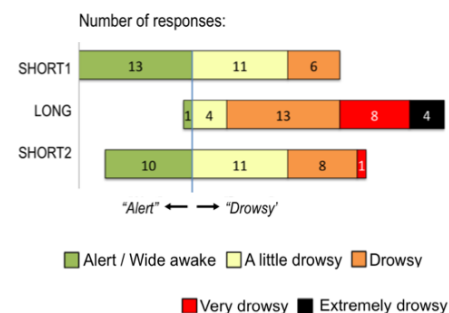 Number of responses:
SHORT1 13 11 6
LONG 1 4 13 8 4
SHORT2 10 11 8 1
“Alert” ← → “Drowsy’
Alert / Wide awake A little drowsy Drowsy
Very drowsy Extremely drowsy